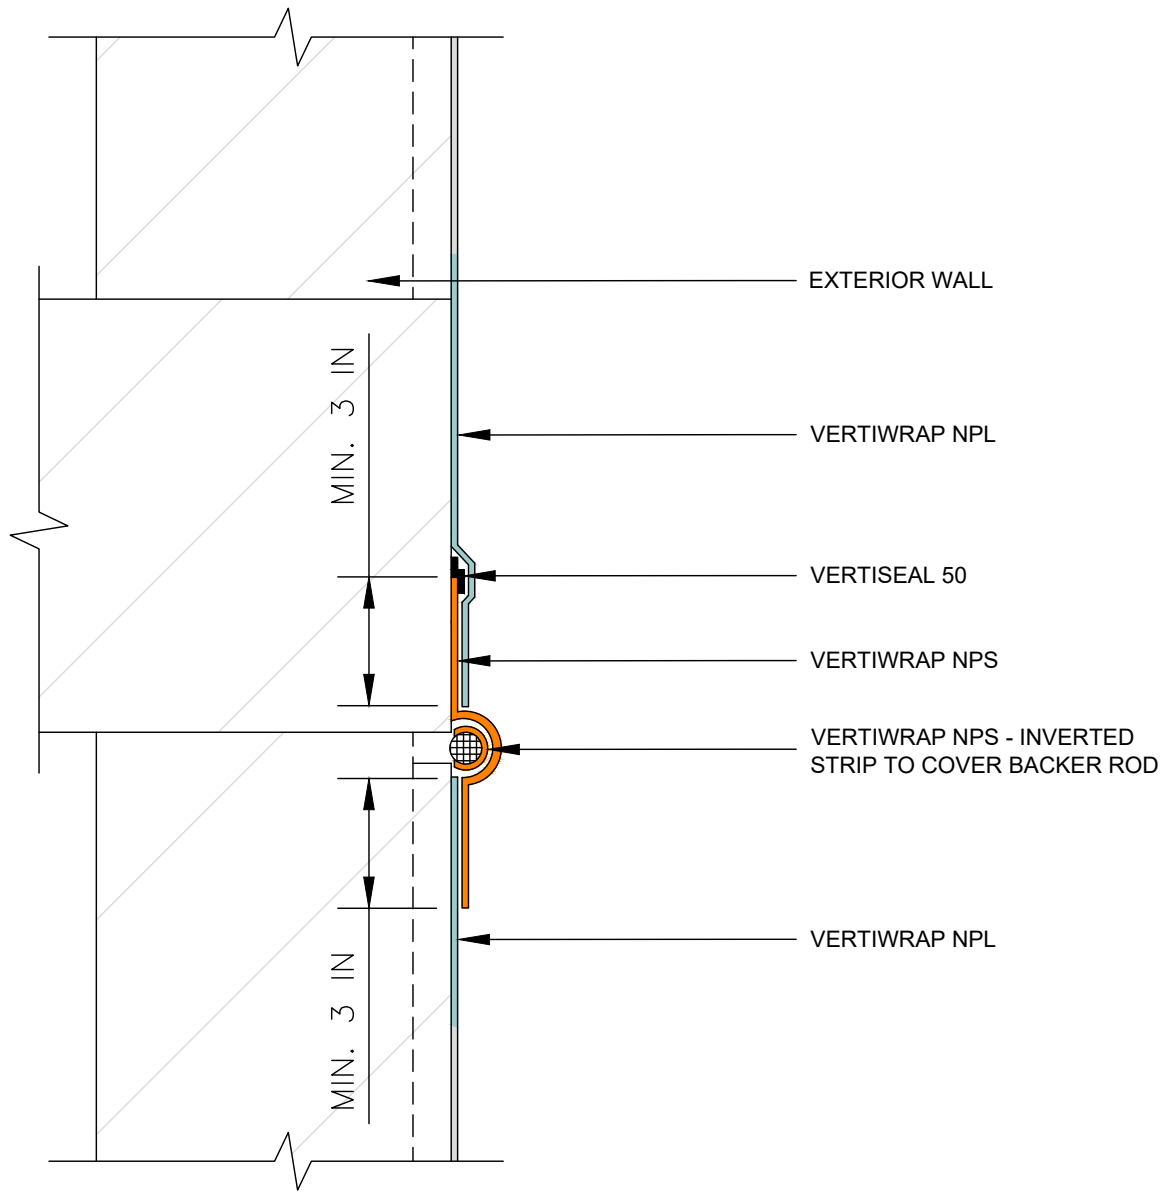 EXTERIOR WALL
MIN. 3 IN
VERTIWRAP NPL
VERTISEAL 50
VERTIWRAP NPS
VERTIWRAP NPS - INVERTED
STRIP TO COVER BACKER ROD
VERTIWRAP NPL
MIN. 3 IN